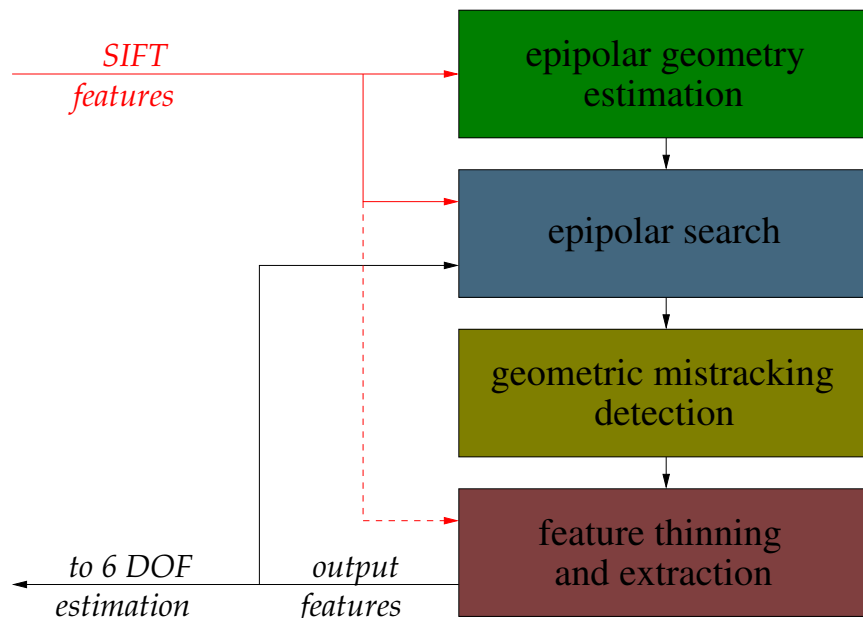 SIFT
features
epipolar geometry
estimation
epipolar search
geometric mistracking
detection
feature thinning
and extraction
to 6 DOF
estimation
output
features